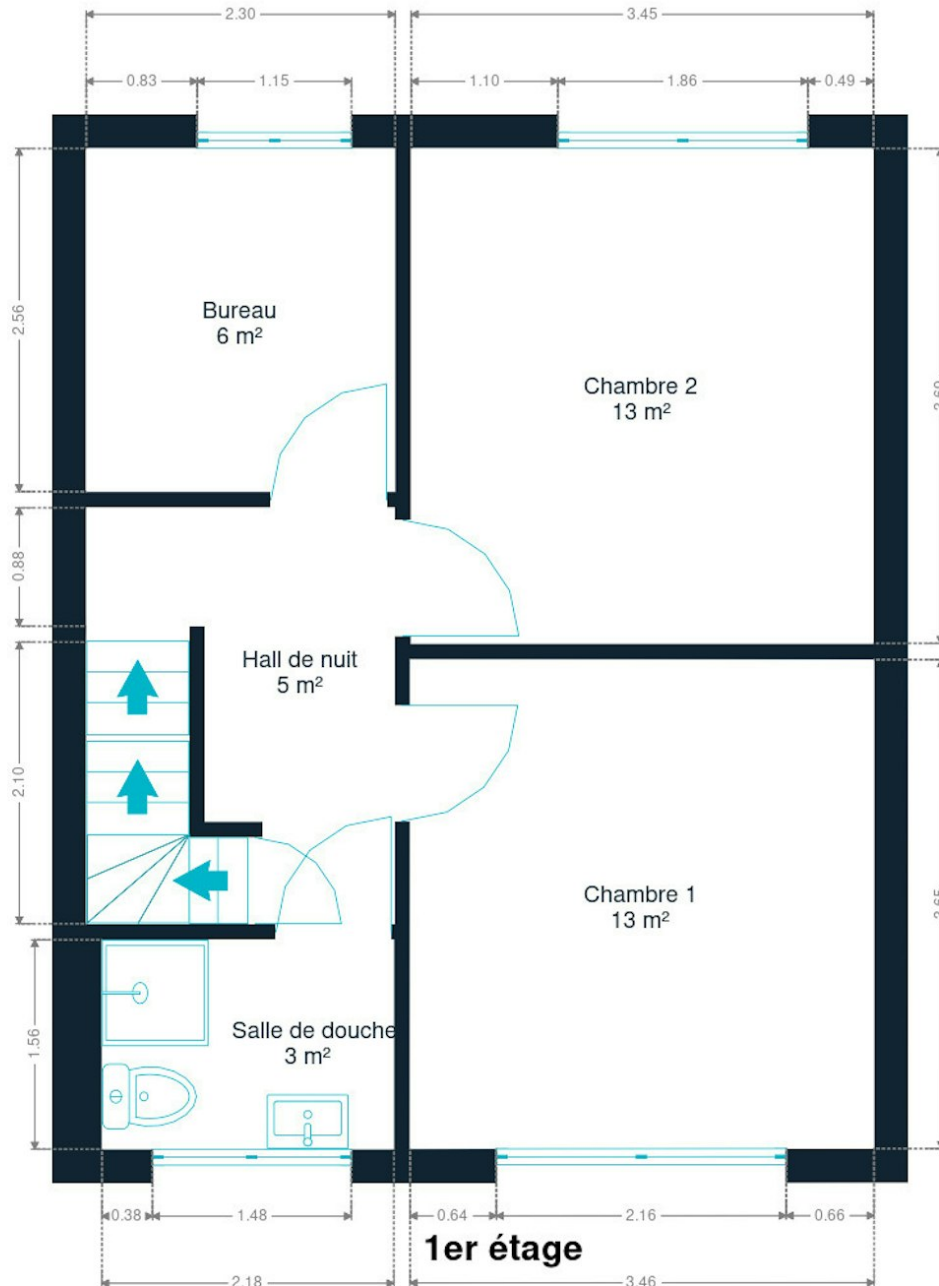 2.30
3.45
0.83
1.15
1.10
1.86
0.49
2.56
Bureau
6 m²
Chambre 2
13 m²
0.88
Hall de nuit
5 m²
2.10
Chambre 1
13 m²
1.56
Salle de douche
3 m²
0.38
1.48
0.64
2.16
0.66
1er étage
2.18
3.46